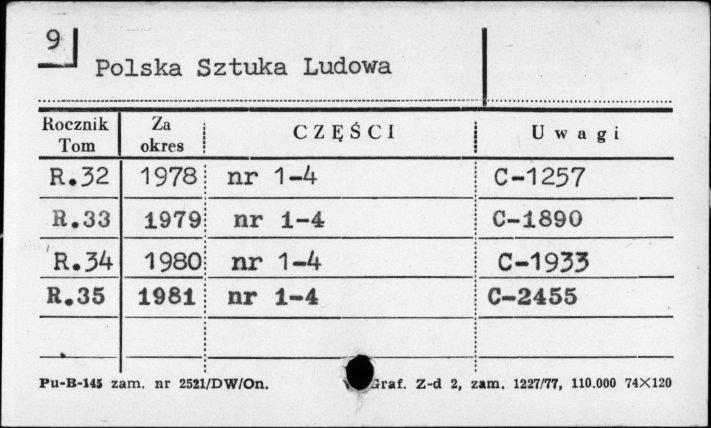 9
Polska Sztuka Ludowa
Rocznik Tom Za okres CZĘŚCI Uwagi
R.32 1978 nr 1-4 C-1257
R.33 1979 nr 1-4 C-1890
R.34 1980 nr 1-4 C-1933
R.35 1981 nr 1-4 C-2455
Pu-B-145 zam. nr 2521/DW/On. Graf. Z-d 2, zam. 1227/77, 110.000 74×120